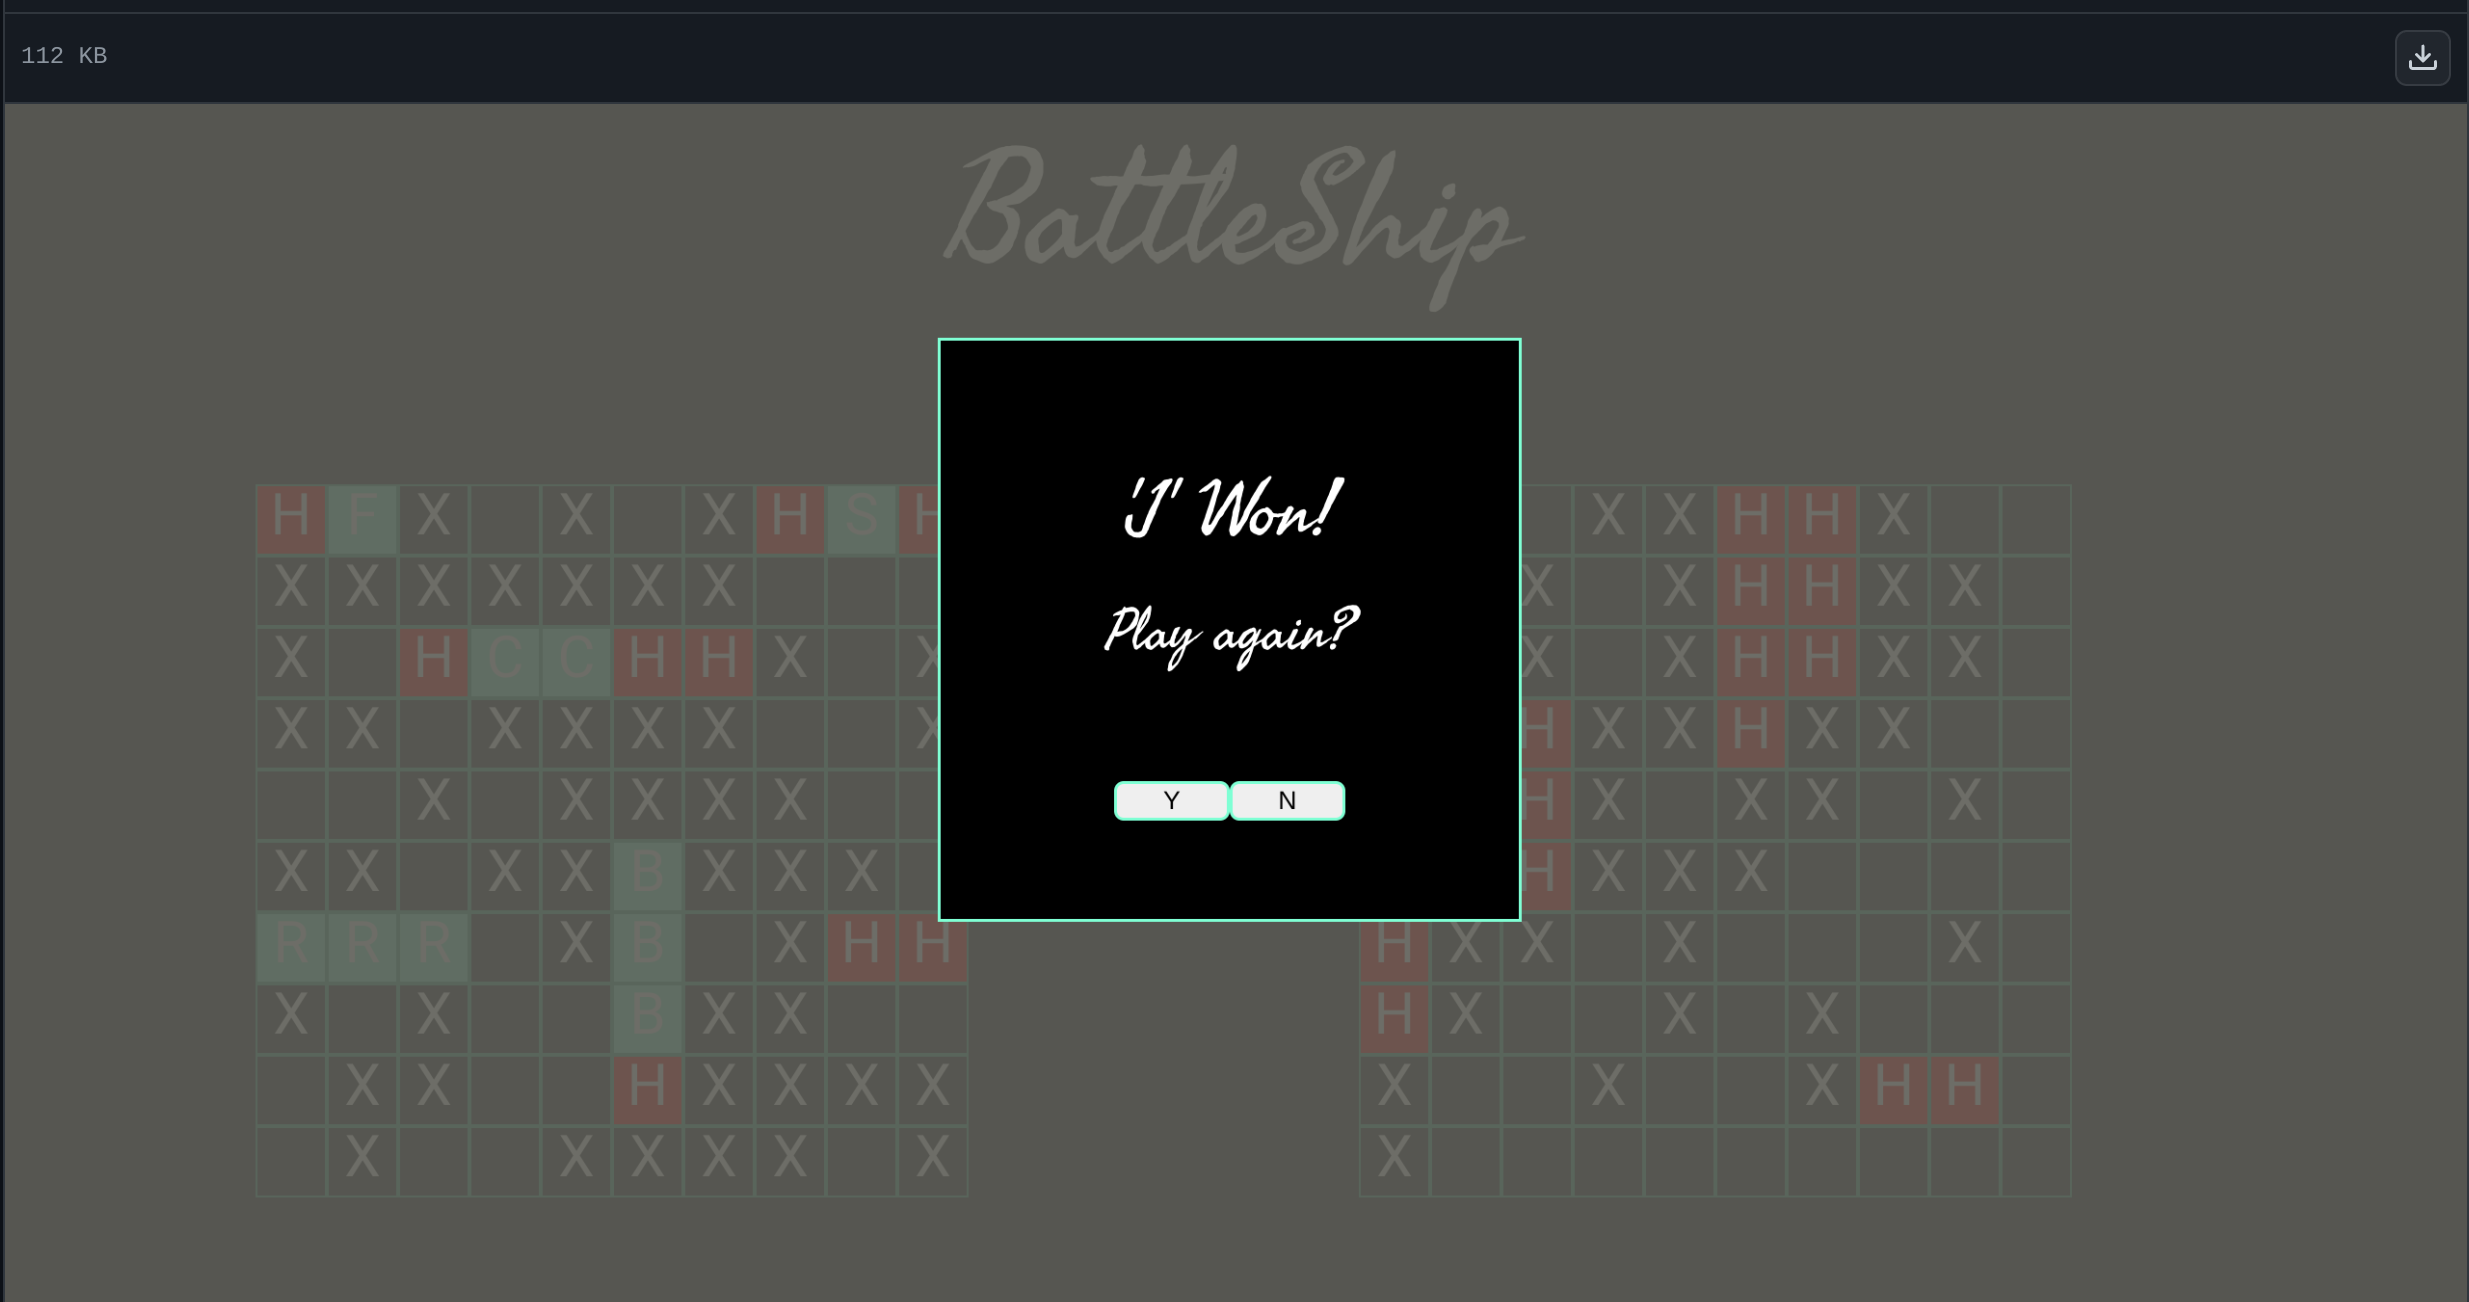 112 KB
BattleShip
'J' Won!
Play again?
Y N
H F X X X H S H X X H H X
X X X X X X X X X H H X X
X H C C H H X X X X H H X X
X X X X X X X H X X H X X
X X X X X H X X X X
X X X X B X X X H X X X
R R R X B X H H H X X X X
X X B X X H X X X
X X H X X X X X X X H H
X X X X X X X